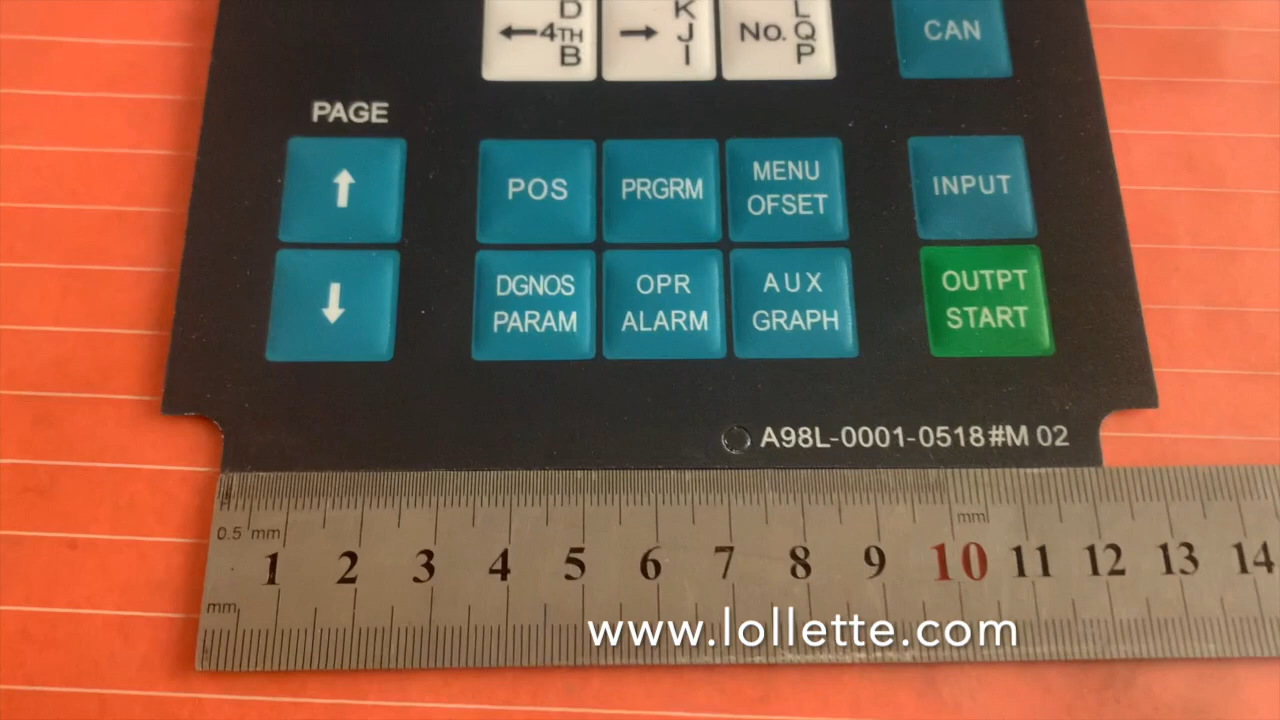 D
←4TH
B
K
→ J
I
L
No. Q
P
CAN
PAGE
↑
POS
PRGRM
MENU
OFSET
INPUT
↓
DGNOS
PARAM
OPR
ALARM
AUX
GRAPH
OUTPT
START
A98L-0001-0518#M 02
0.5 mm
mm
1 2 3 4 5 6 7 8 9 10 11 12 13 14
mm
www.lollette.com